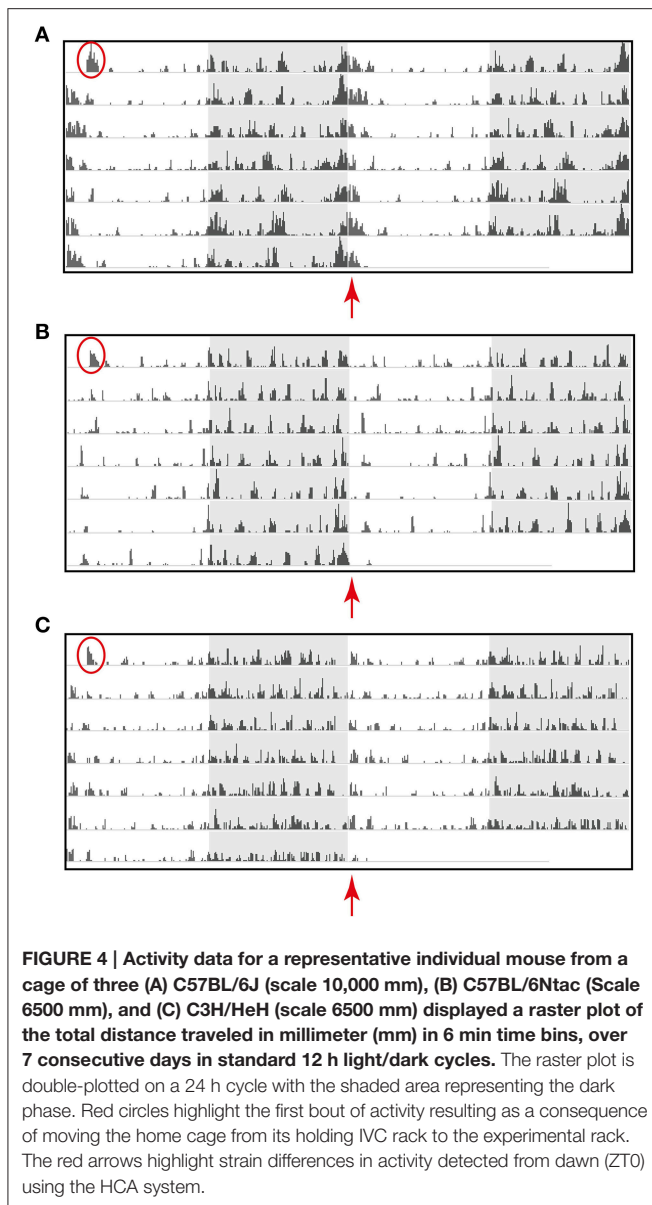 A
B
C
FIGURE 4 | Activity data for a representative individual mouse from a
cage of three (A) C57BL/6J (scale 10,000 mm), (B) C57BL/6Ntac (Scale
6500 mm), and (C) C3H/HeH (scale 6500 mm) displayed a raster plot of
the total distance traveled in millimeter (mm) in 6 min time bins, over
7 consecutive days in standard 12 h light/dark cycles. The raster plot is
double-plotted on a 24 h cycle with the shaded area representing the dark
phase. Red circles highlight the first bout of activity resulting as a consequence
of moving the home cage from its holding IVC rack to the experimental rack.
The red arrows highlight strain differences in activity detected from dawn (ZT0)
using the HCA system.